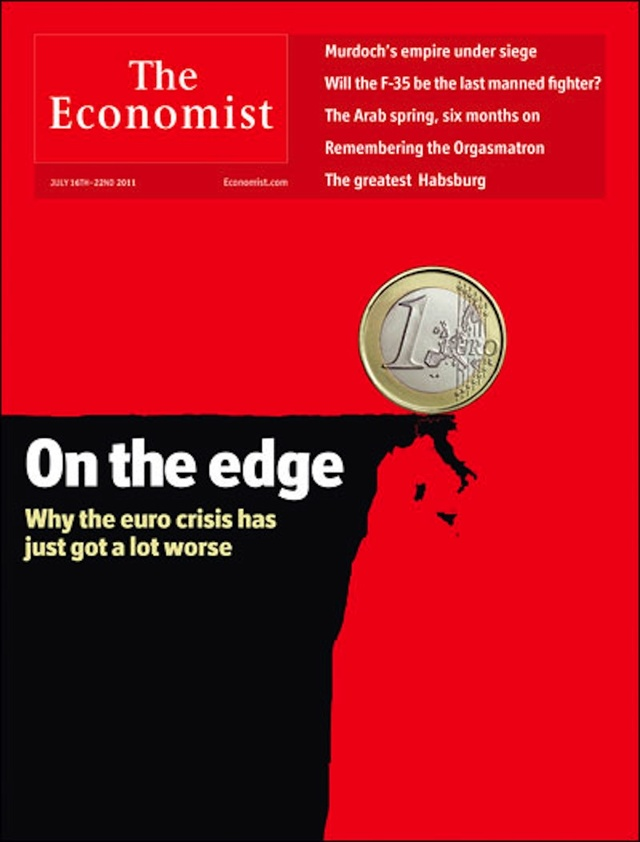 The
Economist
JULY 16TH–22ND 2011 Economist.com
Murdoch's empire under siege
Will the F-35 be the last manned fighter?
The Arab spring, six months on
Remembering the Orgasmatron
The greatest Habsburg
1 EURO
On the edge
Why the euro crisis has
just got a lot worse